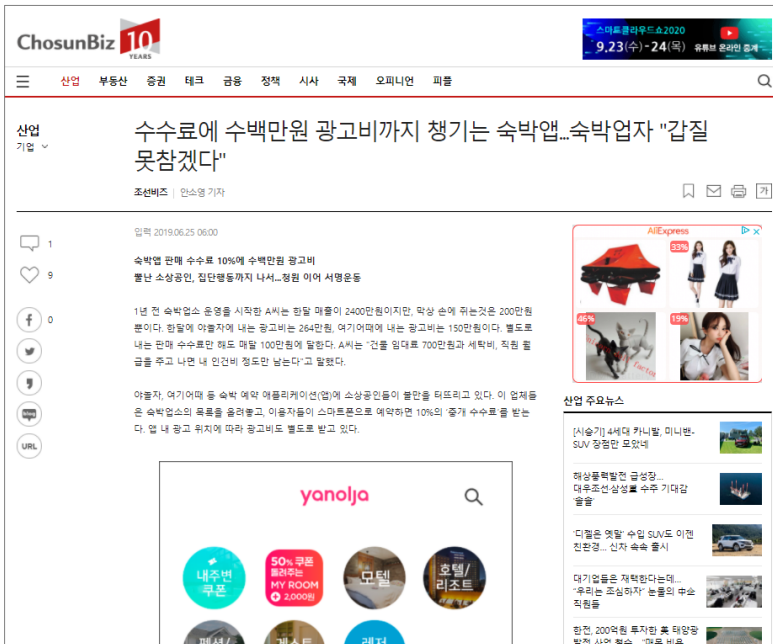 ChosunBiz 10
YEARS
스마트클라우드쇼2020
9.23(수)-24(목) 유튜브 온라인 중계
산업 부동산 증권 테크 금융 정책 시사 국제 오피니언 피플
산업
기업
수수료에 수백만원 광고비까지 챙기는 숙박앱...숙박업자 "갑질
못참겠다"
조선비즈 | 안소영 기자
가
입력 2019.06.25 06:00
숙박앱 판매 수수료 10%에 수백만원 광고비
뿔난 소상공인, 집단행동까지 나서...청원 이어 서명운동
1
9
0
URL
1년 전 숙박업소 운영을 시작한 A씨는 한달 매출이 2400만원이지만, 막상 손에 쥐는것은 200만원
뿐이다. 한달에 야놀자에 내는 광고비는 264만원, 여기어때에 내는 광고비는 150만원이다. 별도로
내는 판매 수수료만 해도 매달 100만원에 달한다. A씨는 "건물 임대료 700만원과 세탁비, 직원 월
급을 주고 나면 내 인건비 정도만 남는다"고 말했다.
야놀자, 여기어때 등 숙박 예약 애플리케이션(앱)에 소상공인들이 불만을 터뜨리고 있다. 이 업체들
은 숙박업소의 목록을 올려놓고, 이용자들이 스마트폰으로 예약하면 10%의 '중개 수수료'를 받는
다. 앱 내 광고 위치에 따라 광고비도 별도로 받고 있다.
yanolja
내주변
쿠폰
50% 쿠폰
돌려주는
MY ROOM
+ 2,000원
모텔
호텔/
리조트
펜션/
게스트
레저
AliExpress
33%
46%
19%
산업 주요뉴스
[시승기] 4세대 카니발, 미니밴-
SUV 장점만 모았네
해상풍력발전 급성장...
대우조선·삼성重 수주 기대감
'솔솔'
'디젤은 옛말' 수입 SUV도 이젠
친환경... 신차 속속 출시
대기업들은 재택한다는데...
"우리는 조심하자" 눈물의 中企
직원들
한전, 200억원 투자한 美 태양광